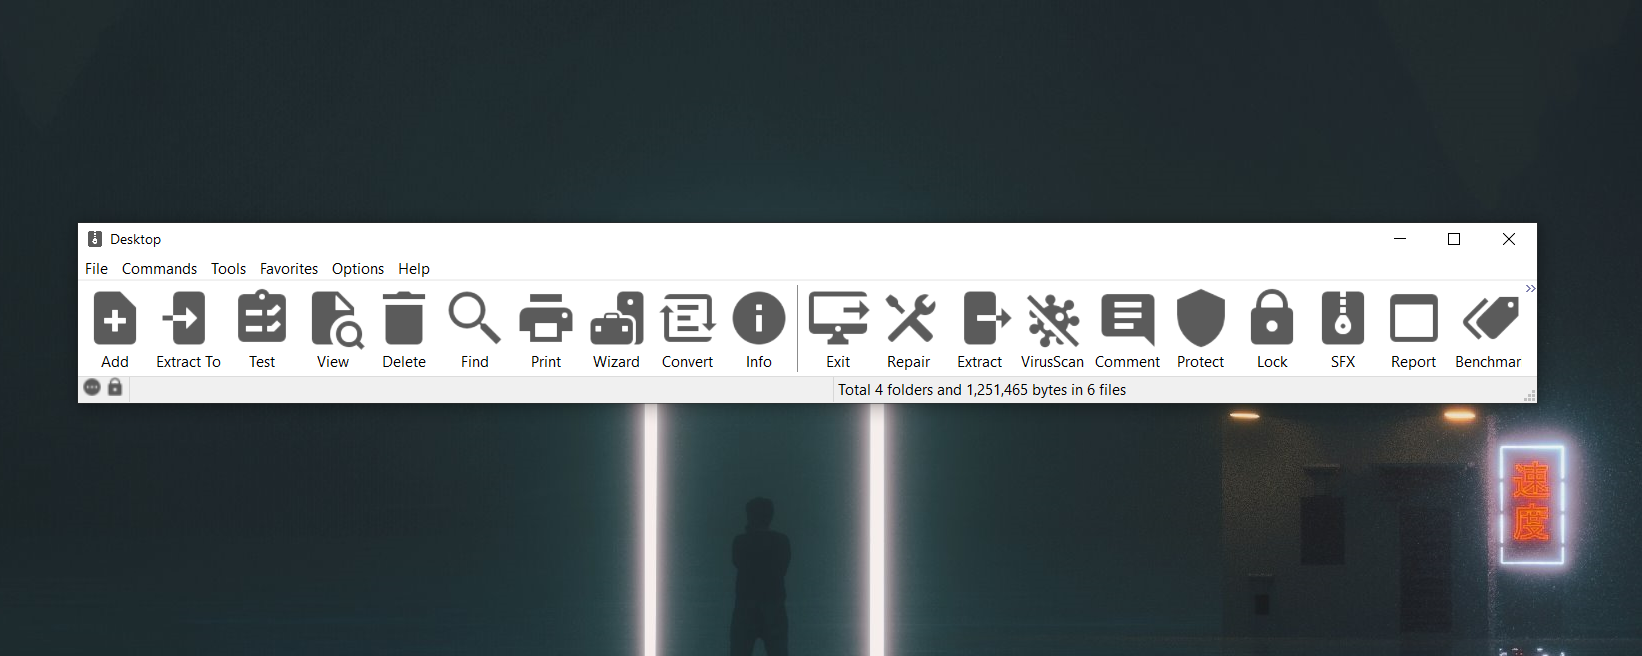 Desktop
File Commands Tools Favorites Options Help
Add Extract To Test View Delete Find Print Wizard Convert Info Exit Repair Extract VirusScan Comment Protect Lock SFX Report Benchmar
Total 4 folders and 1,251,465 bytes in 6 files
速
度